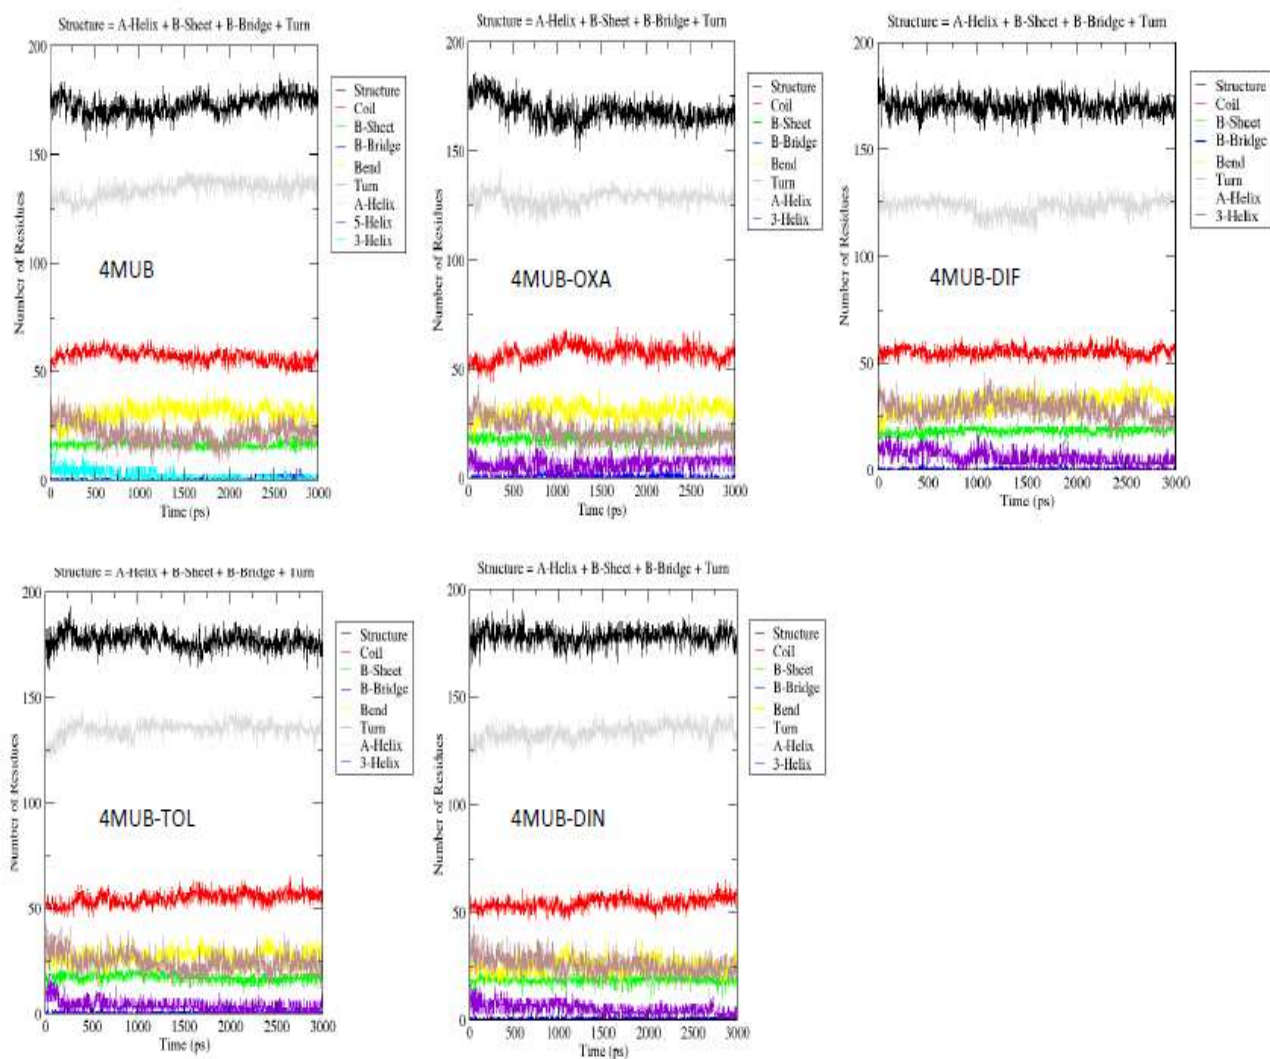 Structure = A-Helix + B-Sheet + B-Bridge + Turn
200
150
100
50
0
Number of Residues
0 500 1000 1500 2000 2500 3000
Time (ps)
4MUB
Structure
Coil
B-Sheet
B-Bridge
Bend
Turn
A-Helix
5-Helix
3-Helix
Structure = A-Helix + B-Sheet + B-Bridge + Turn
200
150
100
50
0
Number of Residues
0 500 1000 1500 2000 2500 3000
Time (ps)
4MUB-OXA
Structure
Coil
B-Sheet
B-Bridge
Bend
Turn
A-Helix
3-Helix
Structure = A-Helix + B-Sheet + B-Bridge + Turn
200
150
100
50
0
Number of Residues
0 500 1000 1500 2000 2500 3000
Time (ps)
4MUB-DIF
Structure
Coil
B-Sheet
B-Bridge
Bend
Turn
A-Helix
3-Helix
Structure = A-Helix + B-Sheet + B-Bridge + Turn
200
150
100
50
0
Number of Residues
0 500 1000 1500 2000 2500 3000
Time (ps)
4MUB-TOL
Structure
Coil
B-Sheet
B-Bridge
Bend
Turn
A-Helix
3-Helix
Structure = A-Helix + B-Sheet + B-Bridge + Turn
200
150
100
50
0
Number of Residues
0 500 1000 1500 2000 2500 3000
Time (ps)
4MUB-DIN
Structure
Coil
B-Sheet
B-Bridge
Bend
Turn
A-Helix
3-Helix